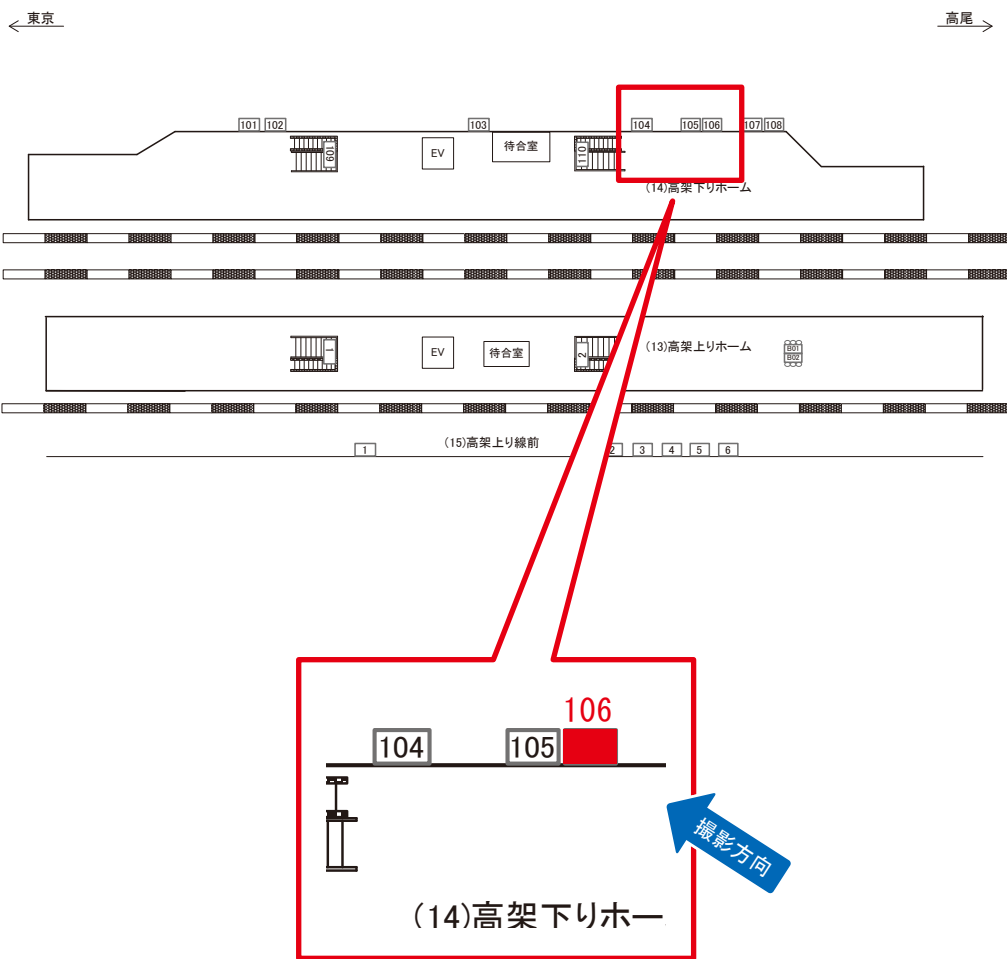 東京
高尾
101 102
103
104
105 106
107 108
109
EV
待合室
110
(14)高架下りホーム
1
EV
待合室
2
(13)高架上りホーム
B01
B02
(15)高架上り線前
1
2 3 4 5 6
106
104
105
撮影方向
(14)高架下りホー